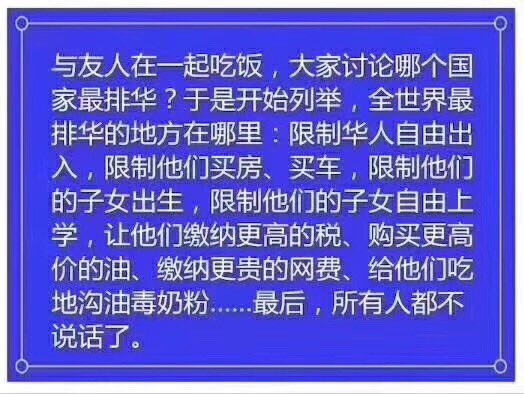 与友人在一起吃饭，大家讨论哪个国
家最排华？于是开始列举，全世界最
排华的地方在哪里：限制华人自由出
入，限制他们买房、买车，限制他们
的子女出生，限制他们的子女自由上
学，让他们缴纳更高的税、购买更高
价的油、缴纳更贵的网费、给他们吃
地沟油毒奶粉......最后，所有人都不
说话了。